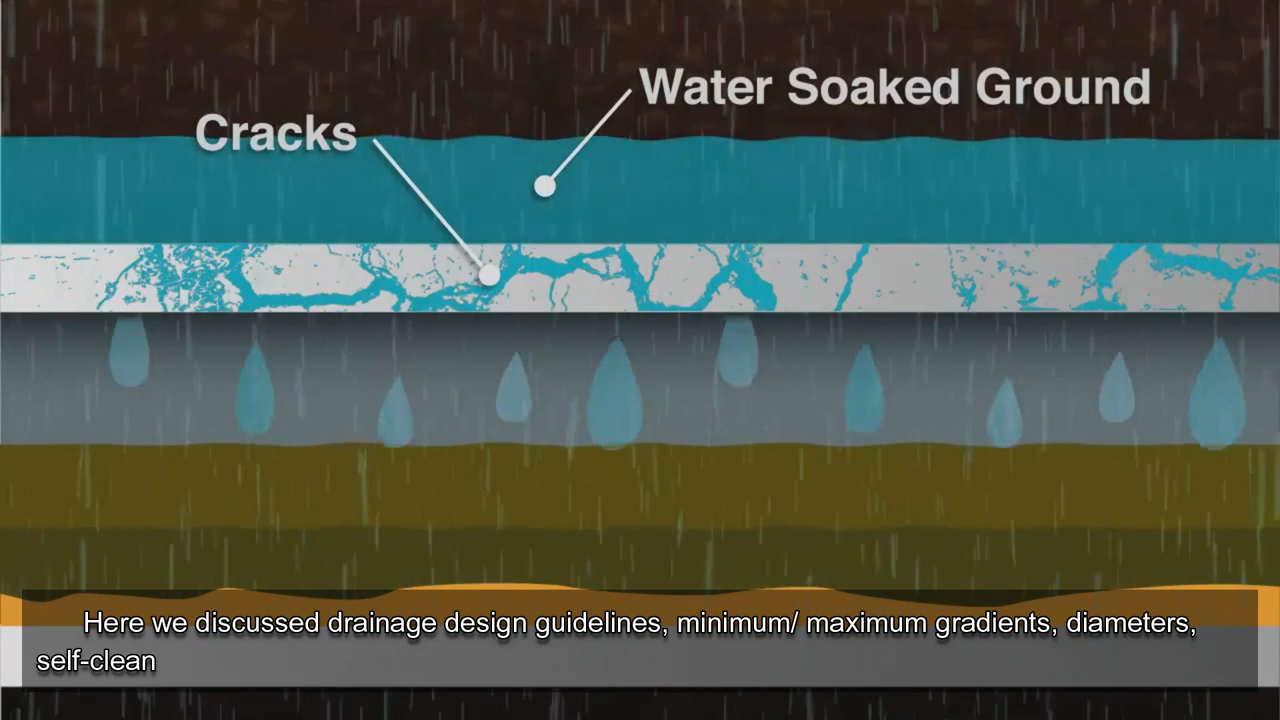 Water Soaked Ground
Cracks
Here we discussed drainage design guidelines, minimum/ maximum gradients, diameters,
self-clean